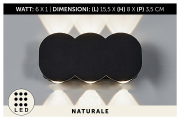 WATT: 6 X 1 | DIMENSIONI: (L) 15,5 X (H) 8 X (P) 3,5 CM
LED
NATURALE